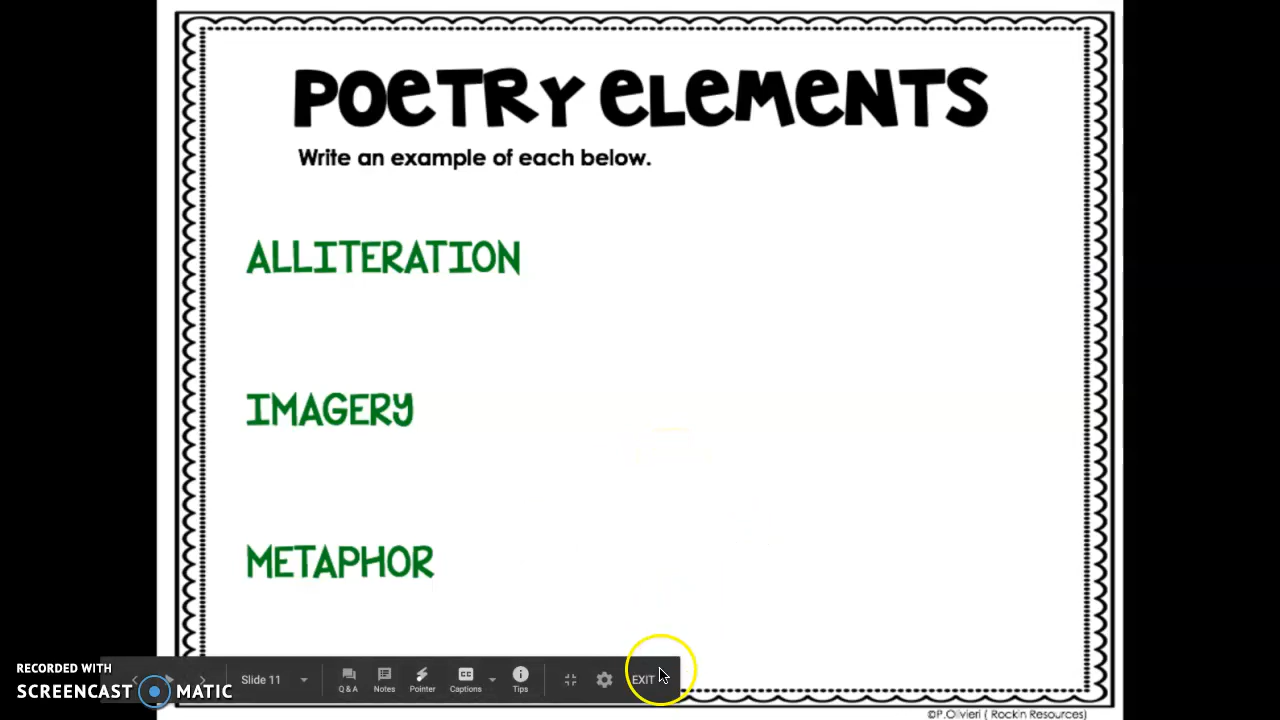 POETRY ELEMENTS
Write an example of each below.
ALLITERATION
IMAGERY
METAPHOR
RECORDED WITH
SCREENCAST MATIC
Slide 11
Q & A
Notes
Pointer
Captions
Tips
EXIT
©P.Olivieri ( Rockin Resources)